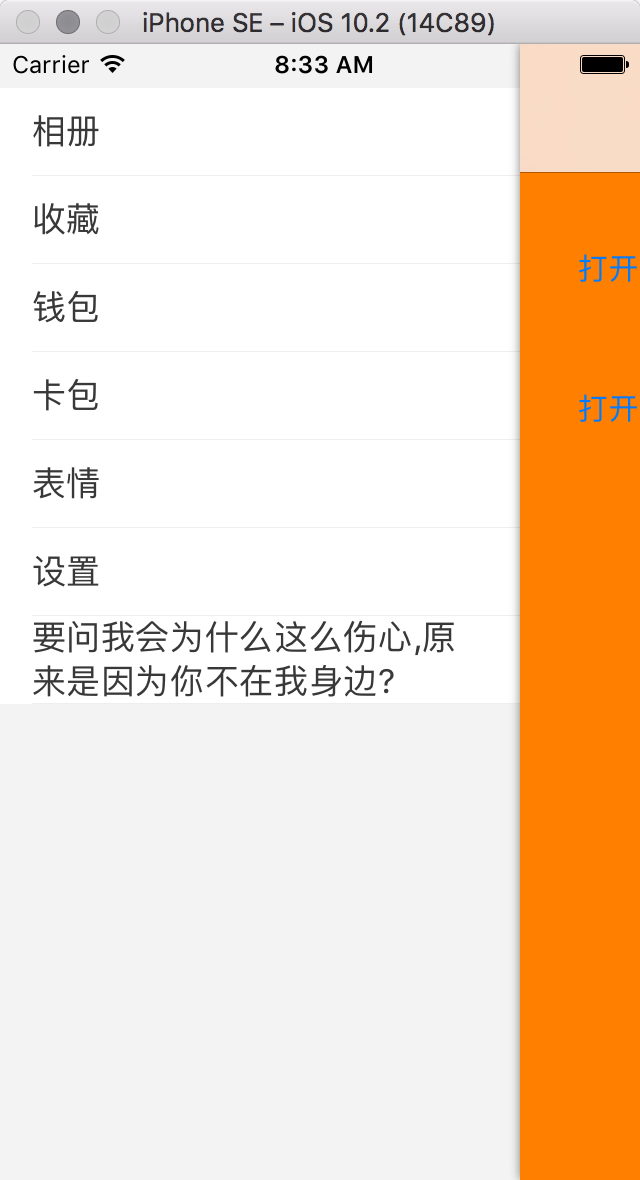 iPhone SE – iOS 10.2 (14C89)
Carrier 8:33 AM
相册
收藏
钱包
卡包
表情
设置
要问我会为什么这么伤心,原
来是因为你不在我身边?
打开
打开